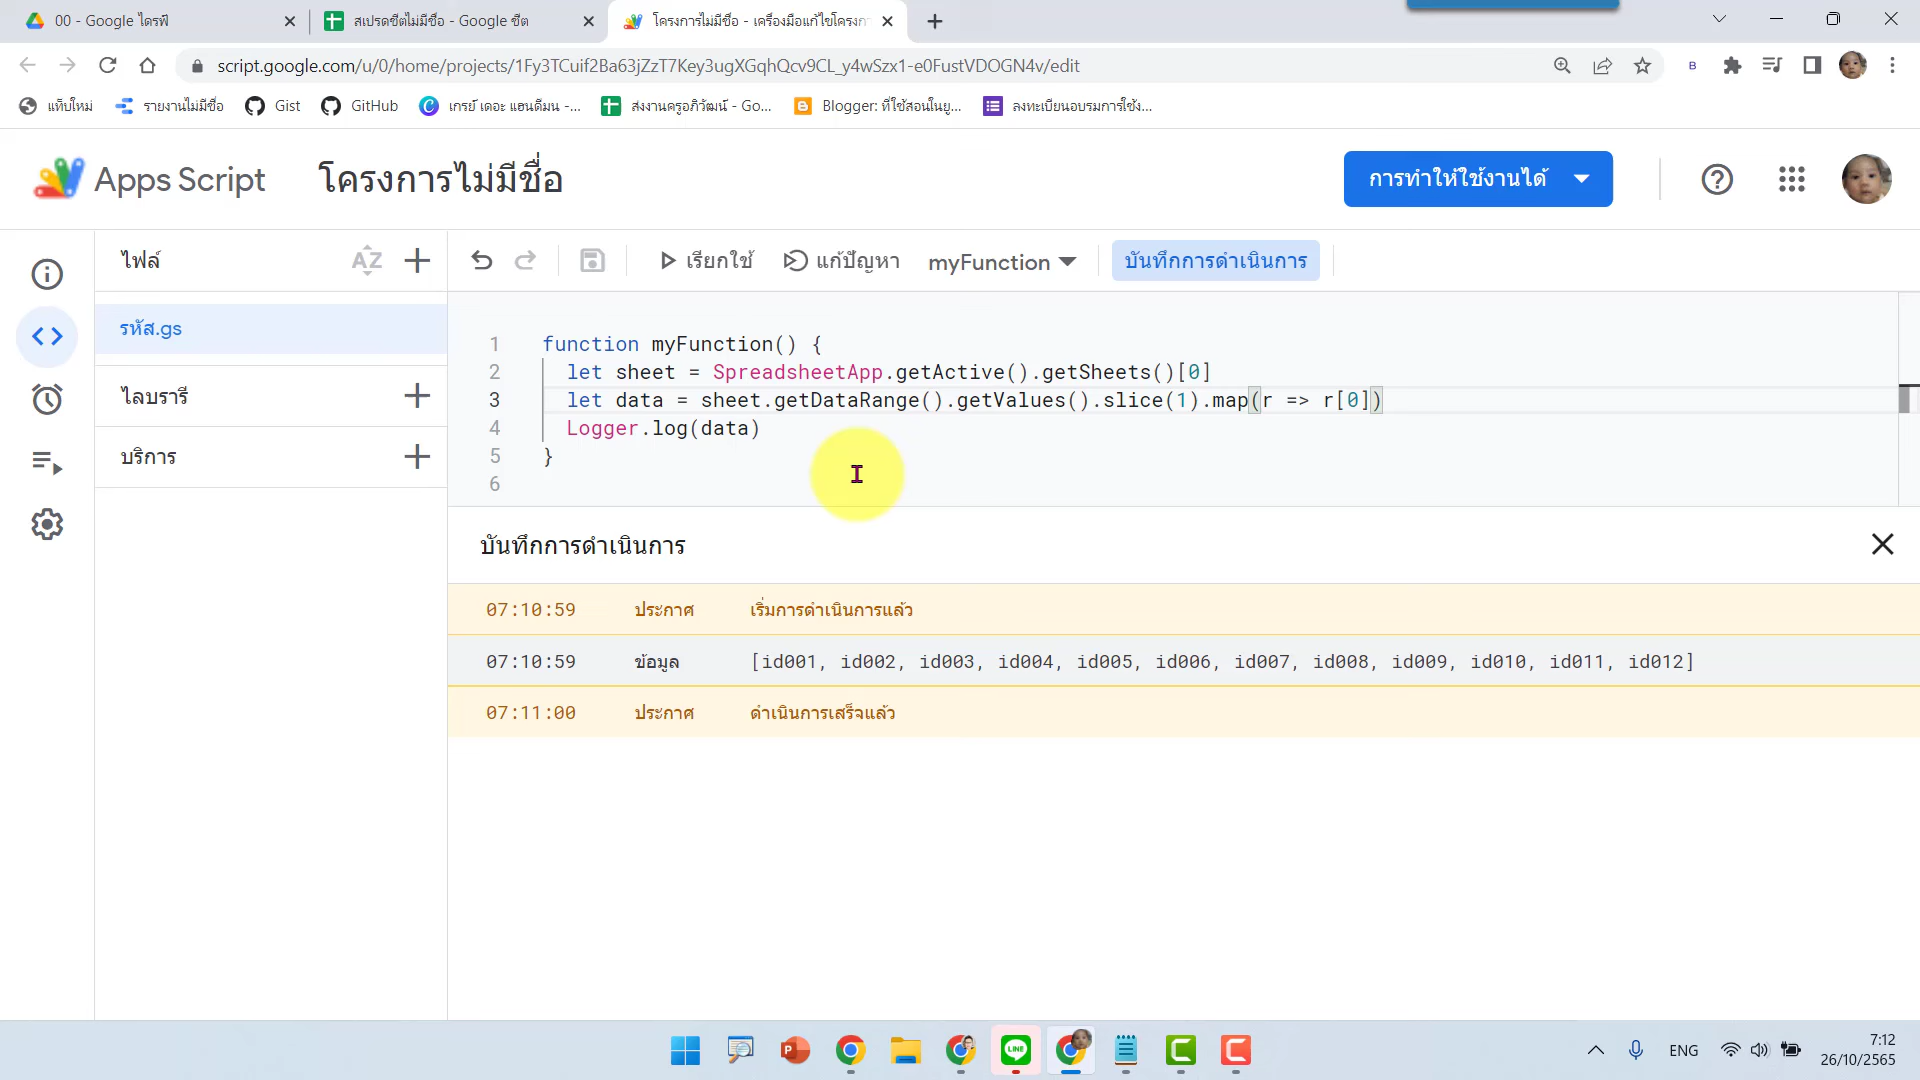 00 - Google ไดรฟ์
สเปรดชีตไม่มีชื่อ - Google ชีต
โครงการไม่มีชื่อ - เครื่องมือแก้ไขโครงกา
script.google.com/u/0/home/projects/1Fy3TCuif2Ba63jZzT7Key3ugXGqhQcv9CL_y4wSzx1-e0FustVDOGN4v/edit
แท็บใหม่
รายงานไม่มีชื่อ
Gist
GitHub
เกรย์ เดอะ แฮนดีแมน -...
ส่งงานครูอภิวัฒน์ - Go...
Blogger: ที่ใช้สอนในยู...
ลงทะเบียนอบรมการใช้ง...
Apps Script
โครงการไม่มีชื่อ
การทำให้ใช้งานได้
ไฟล์
AZ
เรียกใช้
แก้ปัญหา
myFunction
บันทึกการดำเนินการ
รหัส.gs
ไลบรารี
บริการ
1 function myFunction() {
2 let sheet = SpreadsheetApp.getActive().getSheets()[0]
3 let data = sheet.getDataRange().getValues().slice(1).map(r => r[0])
4 Logger.log(data)
5 }
6
บันทึกการดำเนินการ
07:10:59 ประกาศ เริ่มการดำเนินการแล้ว
07:10:59 ข้อมูล [id001, id002, id003, id004, id005, id006, id007, id008, id009, id010, id011, id012]
07:11:00 ประกาศ ดำเนินการเสร็จแล้ว
LINE
ENG
7:12
26/10/2565